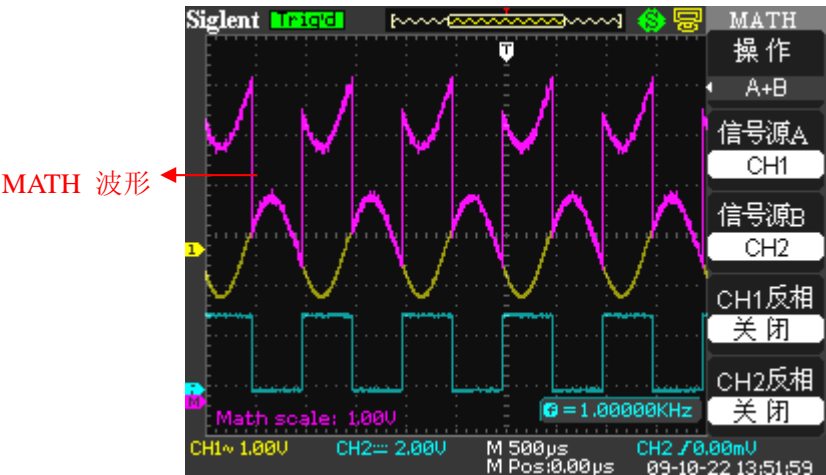 Siglent Trig'd MATH
T
操作
A+B
信号源A
CH1
MATH 波形
信号源B
CH2
1
CH1反相
关闭
CH2反相
M
Math scale: 1.00V
=1.00000KHz
关闭
CH1~ 1.00V CH2 2.00V M 500μs CH2 0.00mV
M Pos:0.00μs 09-10-22 13:51:59